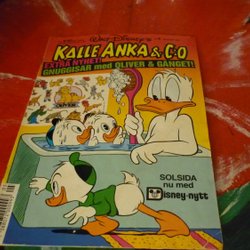 WALT DISNEY'S
KALLE ANKA & C:O
EXTRA NYHET!
GNUGGISAR med OLIVER & GÄNGET!
SOLSIDA
nu med
Disney-nytt